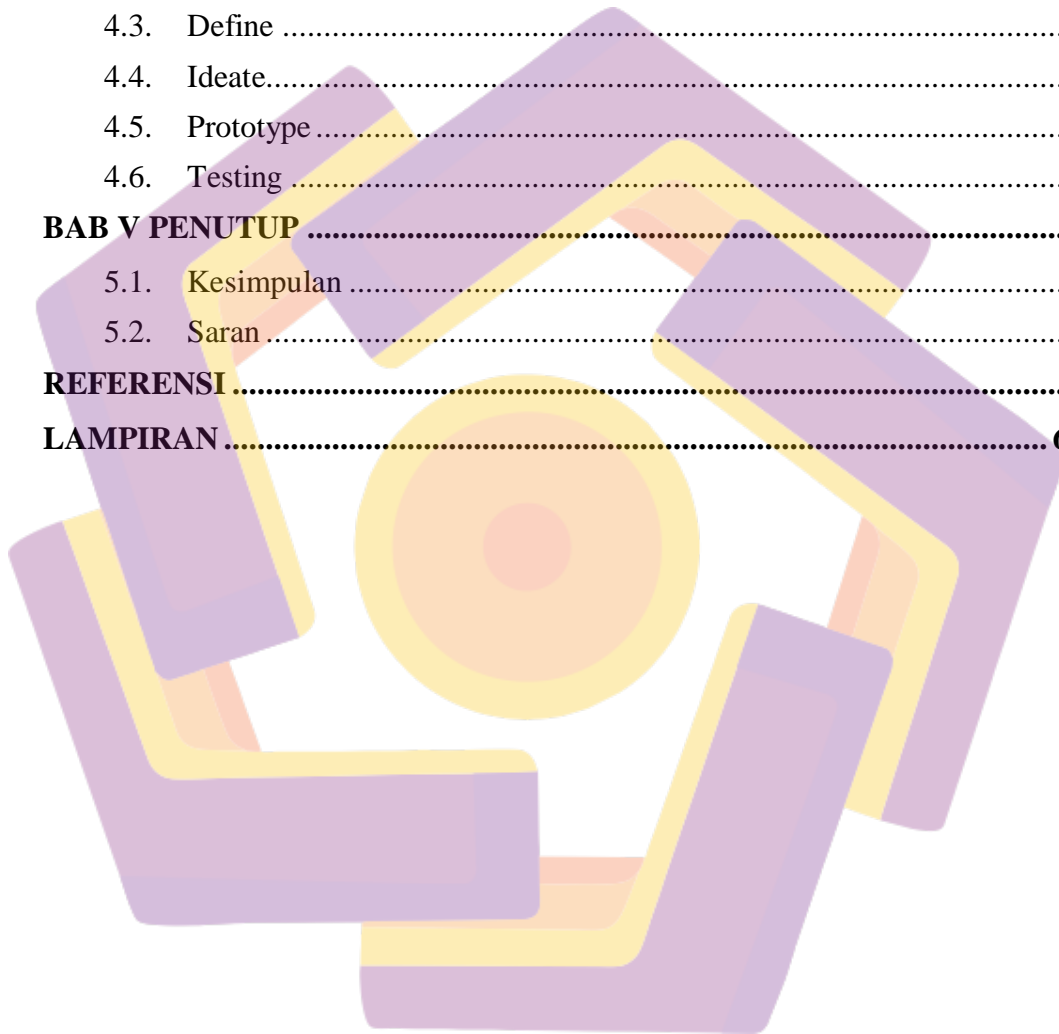 4.3. Define ........................................................................................
4.4. Ideate..........................................................................................
4.5. Prototype....................................................................................
4.6. Testing .......................................................................................
BAB V PENUTUP .................................................................................
5.1. Kesimpulan ................................................................................
5.2. Saran ..........................................................................................
REFERENSI ..........................................................................................
LAMPIRAN ..........................................................................................